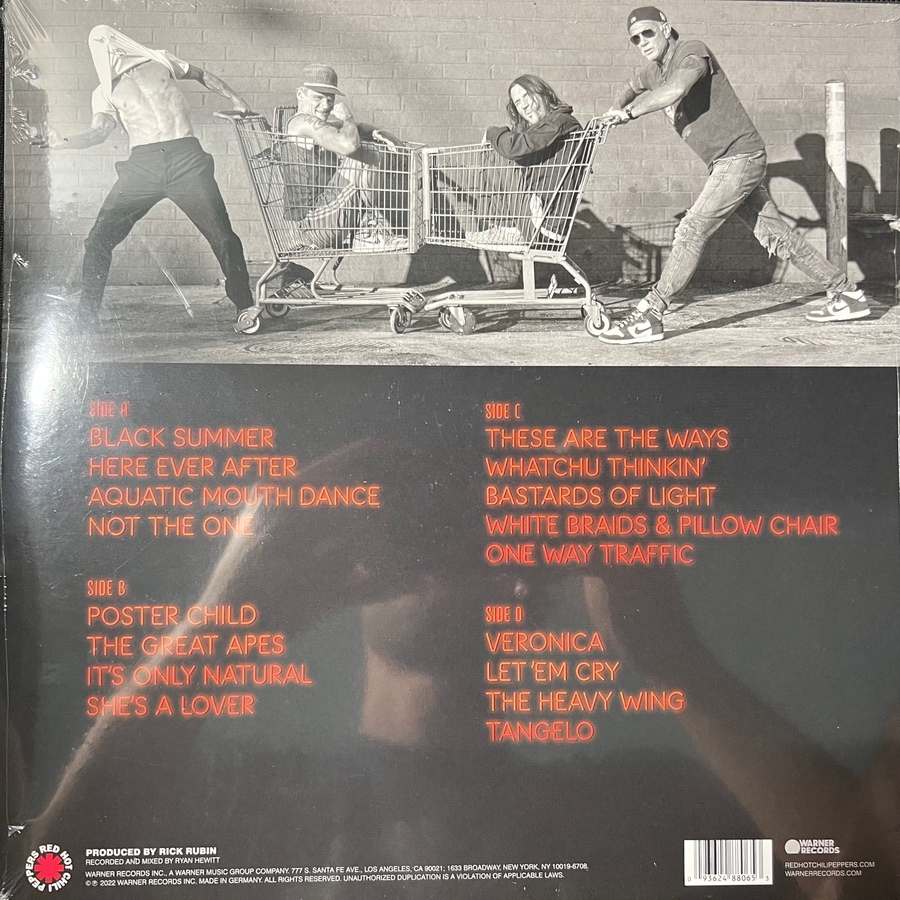 SIDE A
BLACK SUMMER
HERE EVER AFTER
AQUATIC MOUTH DANCE
NOT THE ONE
SIDE B
POSTER CHILD
THE GREAT APES
IT'S ONLY NATURAL
SHE'S A LOVER
SIDE C
THESE ARE THE WAYS
WHATCHU THINKIN'
BASTARDS OF LIGHT
WHITE BRAIDS & PILLOW CHAIR
ONE WAY TRAFFIC
SIDE D
VERONICA
LET 'EM CRY
THE HEAVY WING
TANGELO
RED HOT CHILI PEPPERS
PRODUCED BY RICK RUBIN
RECORDED AND MIXED BY RYAN HEWITT
WARNER RECORDS INC., A WARNER MUSIC GROUP COMPANY. 777 S. SANTA FE AVE., LOS ANGELES, CA 90021; 1633 BROADWAY, NEW YORK, NY 10019-6708.
© ℗ 2022 WARNER RECORDS INC. MADE IN GERMANY. ALL RIGHTS RESERVED. UNAUTHORIZED DUPLICATION IS A VIOLATION OF APPLICABLE LAWS.
0 93624 88065 3
WARNER RECORDS
REDHOTCHILIPEPPERS.COM
WARNERRECORDS.COM